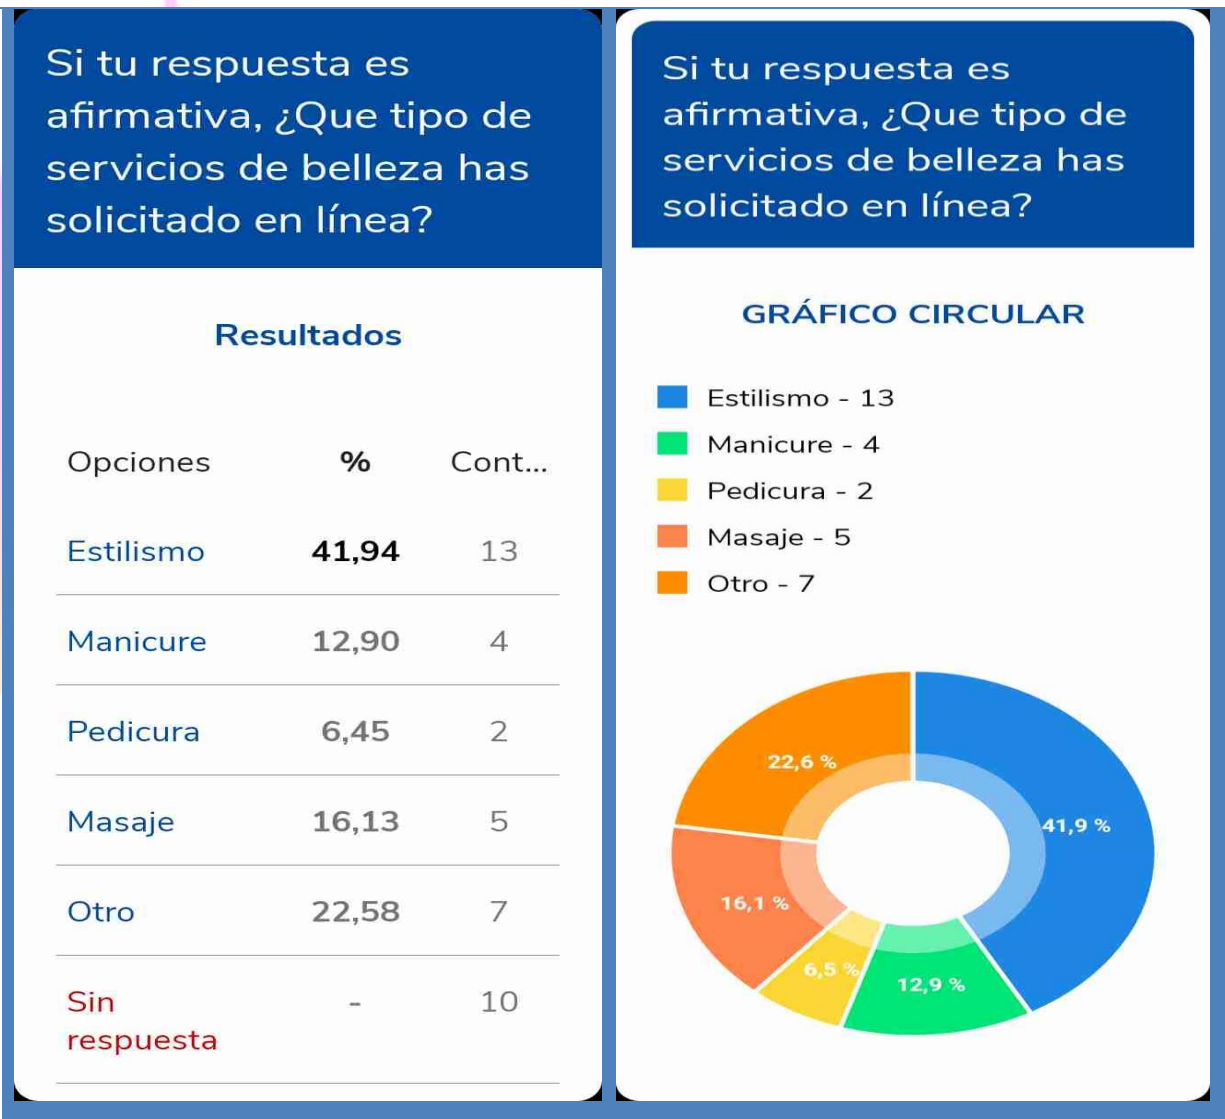 Si tu respuesta es
afirmativa, ¿Que tipo de
servicios de belleza has
solicitado en línea?
Resultados
Opciones % Cont...
Estilismo 41,94 13
Manicure 12,90 4
Pedicura 6,45 2
Masaje 16,13 5
Otro 22,58 7
Sin
respuesta - 10
Si tu respuesta es
afirmativa, ¿Que tipo de
servicios de belleza has
solicitado en línea?
GRÁFICO CIRCULAR
Estilismo - 13
Manicure - 4
Pedicura - 2
Masaje - 5
Otro - 7
22,6 %
41,9 %
16,1 %
6,5 %
12,9 %